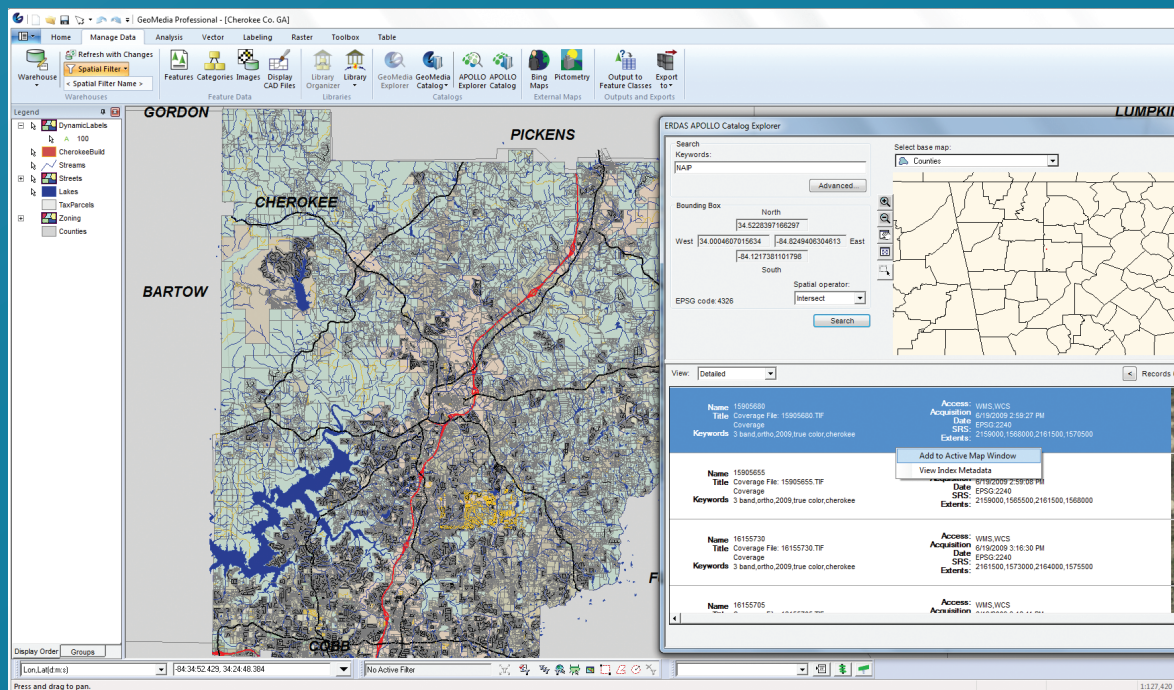 GeoMedia Professional - [Cherokee Co. GA]
Home Manage Data Analysis Vector Labeling Raster Toolbox Table
Warehouse
Refresh with Changes
Spatial Filter
< Spatial Filter Name >
Warehouses
Features Categories Images Display CAD Files
Feature Data
Library Organizer Library
Libraries
GeoMedia Explorer GeoMedia Catalog APOLLO Explorer APOLLO Catalog
Catalogs
Bing Maps Pictometry
External Maps
Output to Feature Classes Export to
Outputs and Exports
Legend
DynamicLabels
A 100
CherokeeBuild
Streams
Streets
Lakes
TaxParcels
Zoning
Counties
Display Order Groups
GORDON
PICKENS
CHEROKEE
BARTOW
COBB
F
LUMPKIN
ERDAS APOLLO Catalog Explorer
Search
Keywords:
NAIP
Advanced...
Bounding Box
North
34.5228397166297
West 34.0004607015634 -84.8249406304613 East
-84.1217381101798
South
Spatial operator:
EPSG code: 4326 Intersect
Search
Select base map:
Counties
View: Detailed
< Records
Name 15905680
Title Coverage File: 15905680.TIF
Coverage
Keywords 3 band,ortho,2009,true color,cherokee
Access: WMS,WCS
Acquisition Date 6/19/2009 2:59:27 PM
SRS: EPSG:2240
Extents: 2159000,1568000,2161500,1570500
Add to Active Map Window
View Index Metadata
Name 15905655
Title Coverage File: 15905655.TIF
Coverage
Keywords 3 band,ortho,2009,true color,cherokee
Acquisition Date 6/19/2009 2:59:08 PM
SRS: EPSG:2240
Extents: 2159000,1565500,2161500,1568000
Name 16155730
Title Coverage File: 16155730.TIF
Coverage
Keywords 3 band,ortho,2009,true color,cherokee
Access: WMS,WCS
Acquisition Date 6/19/2009 3:16:30 PM
SRS: EPSG:2240
Extents: 2161500,1573000,2164000,1575500
Name 16155705
Access: WMS,WCS
Acquisition
Lon,Lat(d:m:s) -84:34:52.429, 34:24:48.384 No Active Filter
Press and drag to pan.
1:127,420